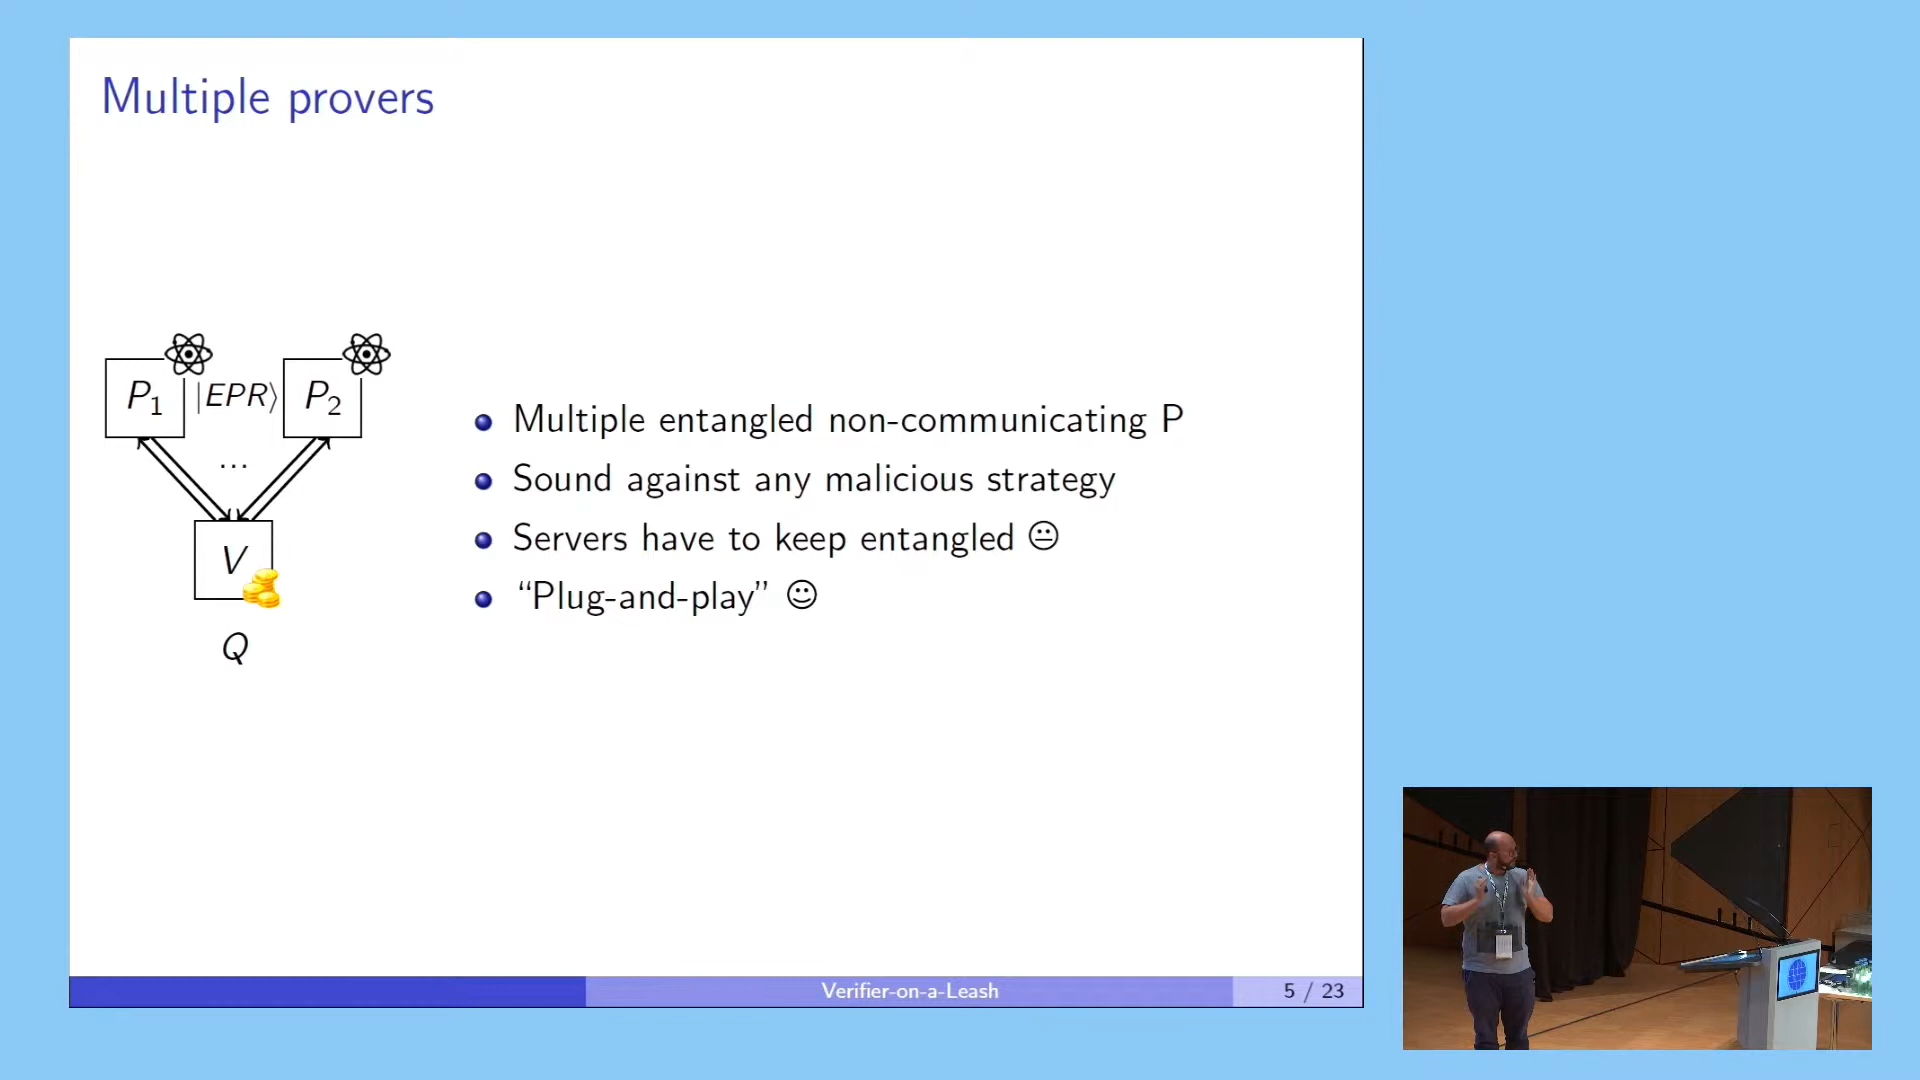 Multiple provers
P1 |EPR⟩ P2
...
V
Q
Multiple entangled non-communicating P
Sound against any malicious strategy
Servers have to keep entangled 😐
“Plug-and-play” ☺
Verifier-on-a-Leash
5 / 23